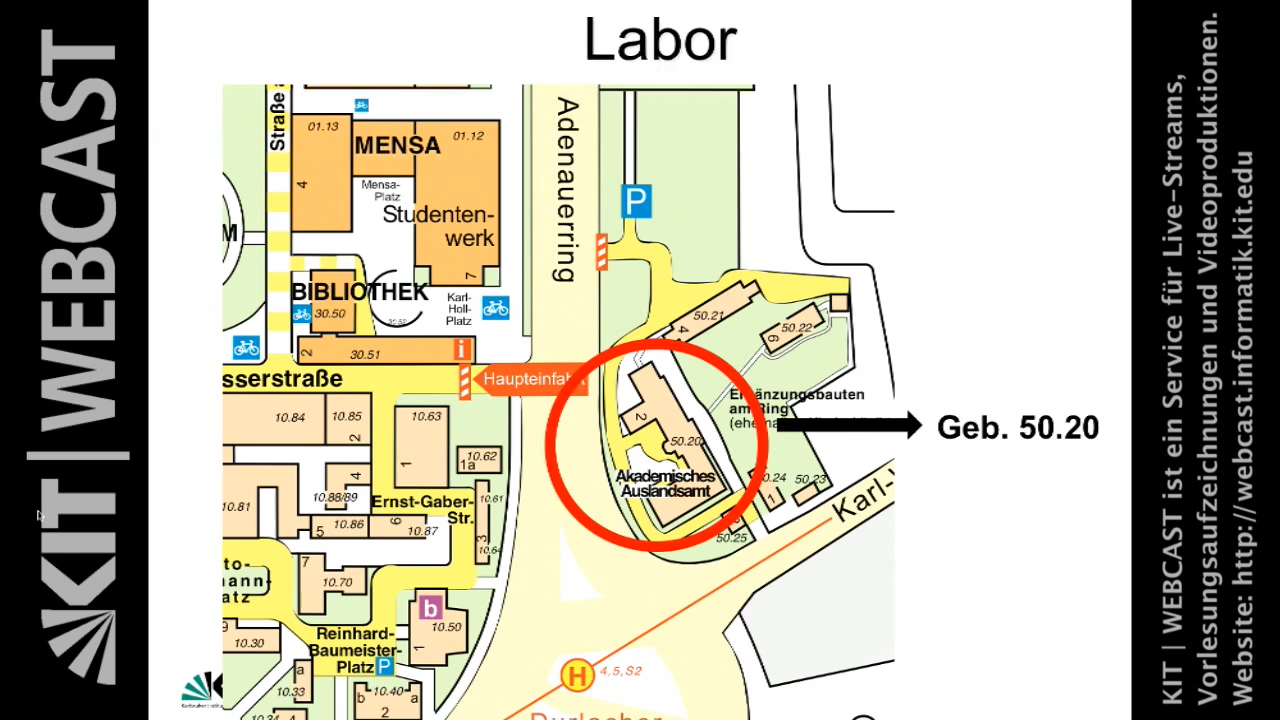 KIT | WEBCAST
Labor
Straße a
01.13
MENSA
01.12
4
Mensa-
Platz
Studenten-
werk
7
M
BIBLIOTHEK
30.50
Karl-
Holl-
Platz
Adenauerring
P
2
30.51
i
sserstraße
Haupteinfahrt
50.21
4
50.22
6
10.84
10.85
2
10.63
1
10.62
1a
10.61
10.64
3
4
10.88/89
10.81
5
10.86
6
10.87
Ernst-Gaber-
Str.
2
50.20
Akademisches
Auslandsamt
Ergänzungsbauten
am Ring
Geb. 50.20
50.23
1
50.25
Karl-
7
10.70
b
10.50
1
10.30
Reinhard-
Baumeister-
Platz
P
a
10.33
b
10.40
a
2
10.34
4
H
4,5,S2
Durlacher
KIT | WEBCAST ist ein Service für Live-Streams,
Vorlesungsaufzeichnungen und Videoproduktionen.
Website: http://webcast.informatik.kit.edu